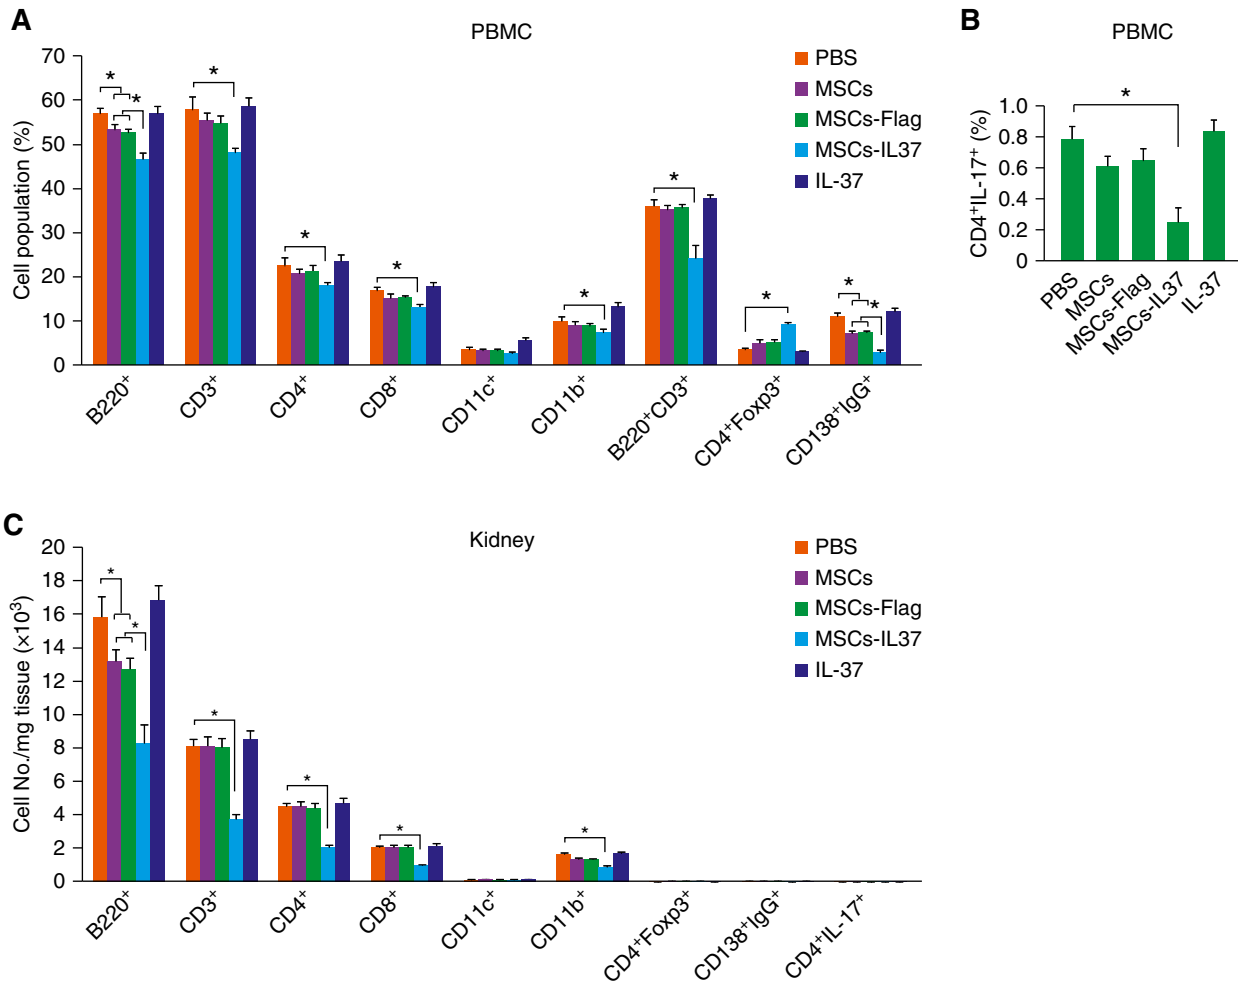 A
PBMC
Cell population (%)
70
60
50
40
30
20
10
0
* * * * * * * * * *
PBS
MSCs
MSCs-Flag
MSCs-IL37
IL-37
B220⁺ CD3⁺ CD4⁺ CD8⁺ CD11c⁺ CD11b⁺ B220⁺CD3⁺ CD4⁺Foxp3⁺ CD138⁺IgG⁺
B
PBMC
CD4⁺IL-17⁺ (%)
1.0
0.8
0.6
0.4
0.2
0
*
PBS MSCs MSCs-Flag MSCs-IL37 IL-37
C
Kidney
Cell No./mg tissue (×10³)
20
18
16
14
12
10
8
6
4
2
0
* * * * * *
PBS
MSCs
MSCs-Flag
MSCs-IL37
IL-37
B220⁺ CD3⁺ CD4⁺ CD8⁺ CD11c⁺ CD11b⁺ CD4⁺Foxp3⁺ CD138⁺IgG⁺ CD4⁺IL-17⁺